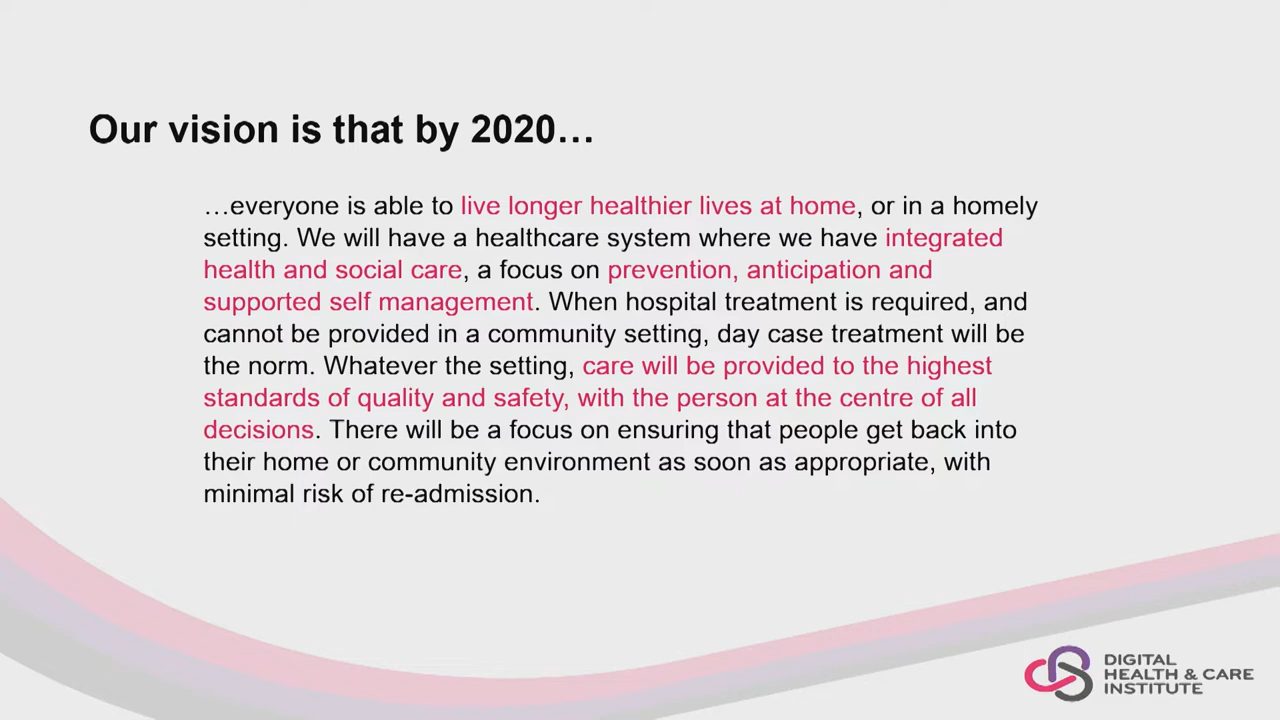 Our vision is that by 2020…
…everyone is able to live longer healthier lives at home, or in a homely
setting. We will have a healthcare system where we have integrated
health and social care, a focus on prevention, anticipation and
supported self management. When hospital treatment is required, and
cannot be provided in a community setting, day case treatment will be
the norm. Whatever the setting, care will be provided to the highest
standards of quality and safety, with the person at the centre of all
decisions. There will be a focus on ensuring that people get back into
their home or community environment as soon as appropriate, with
minimal risk of re-admission.
DIGITAL
HEALTH & CARE
INSTITUTE